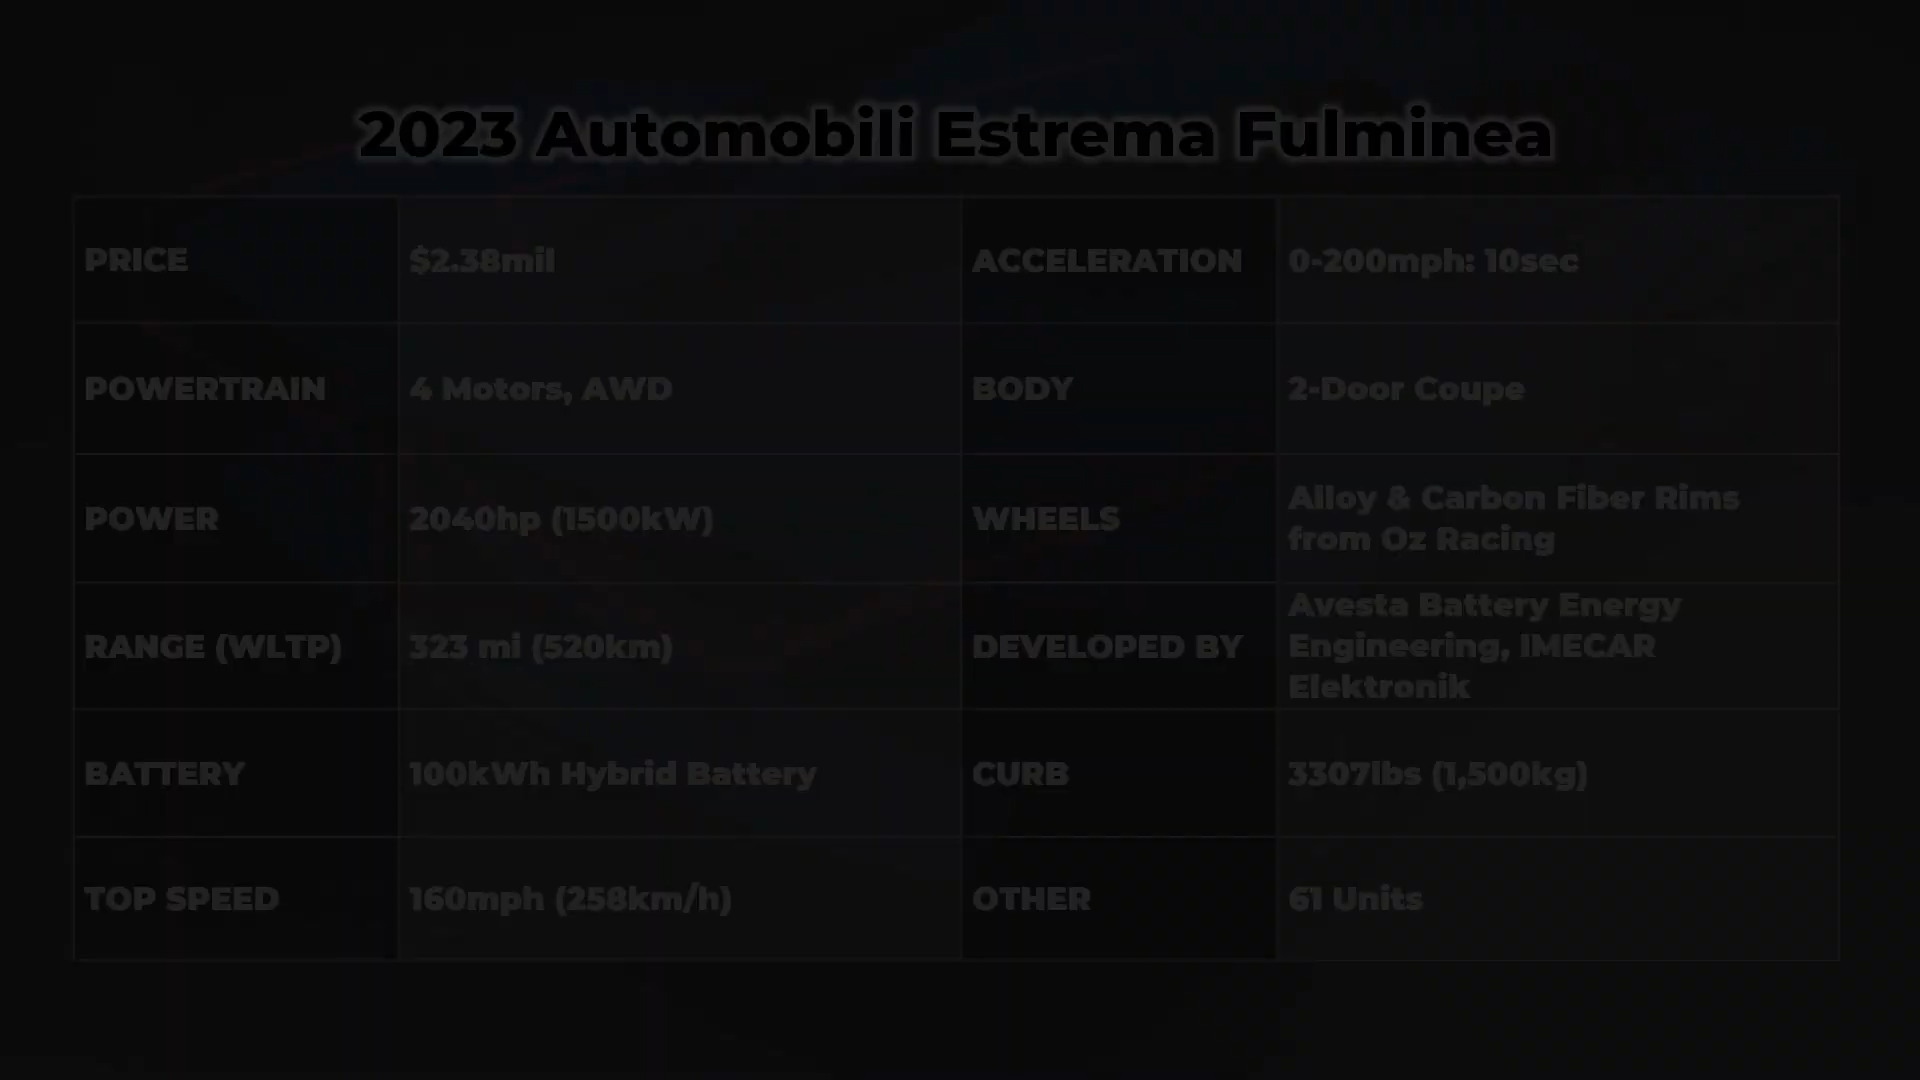 2023 Automobili Estrema Fulminea
PRICE
$2.38mil
ACCELERATION
0-200mph: 10sec
POWERTRAIN
4 Motors, AWD
BODY
2-Door Coupe
POWER
2040hp (1500kW)
WHEELS
Alloy & Carbon Fiber Rims
from Oz Racing
RANGE (WLTP)
323 mi (520km)
DEVELOPED BY
Avesta Battery Energy
Engineering, IMECAR
Elektronik
BATTERY
100kWh Hybrid Battery
CURB
3307lbs (1,500kg)
TOP SPEED
160mph (258km/h)
OTHER
61 Units